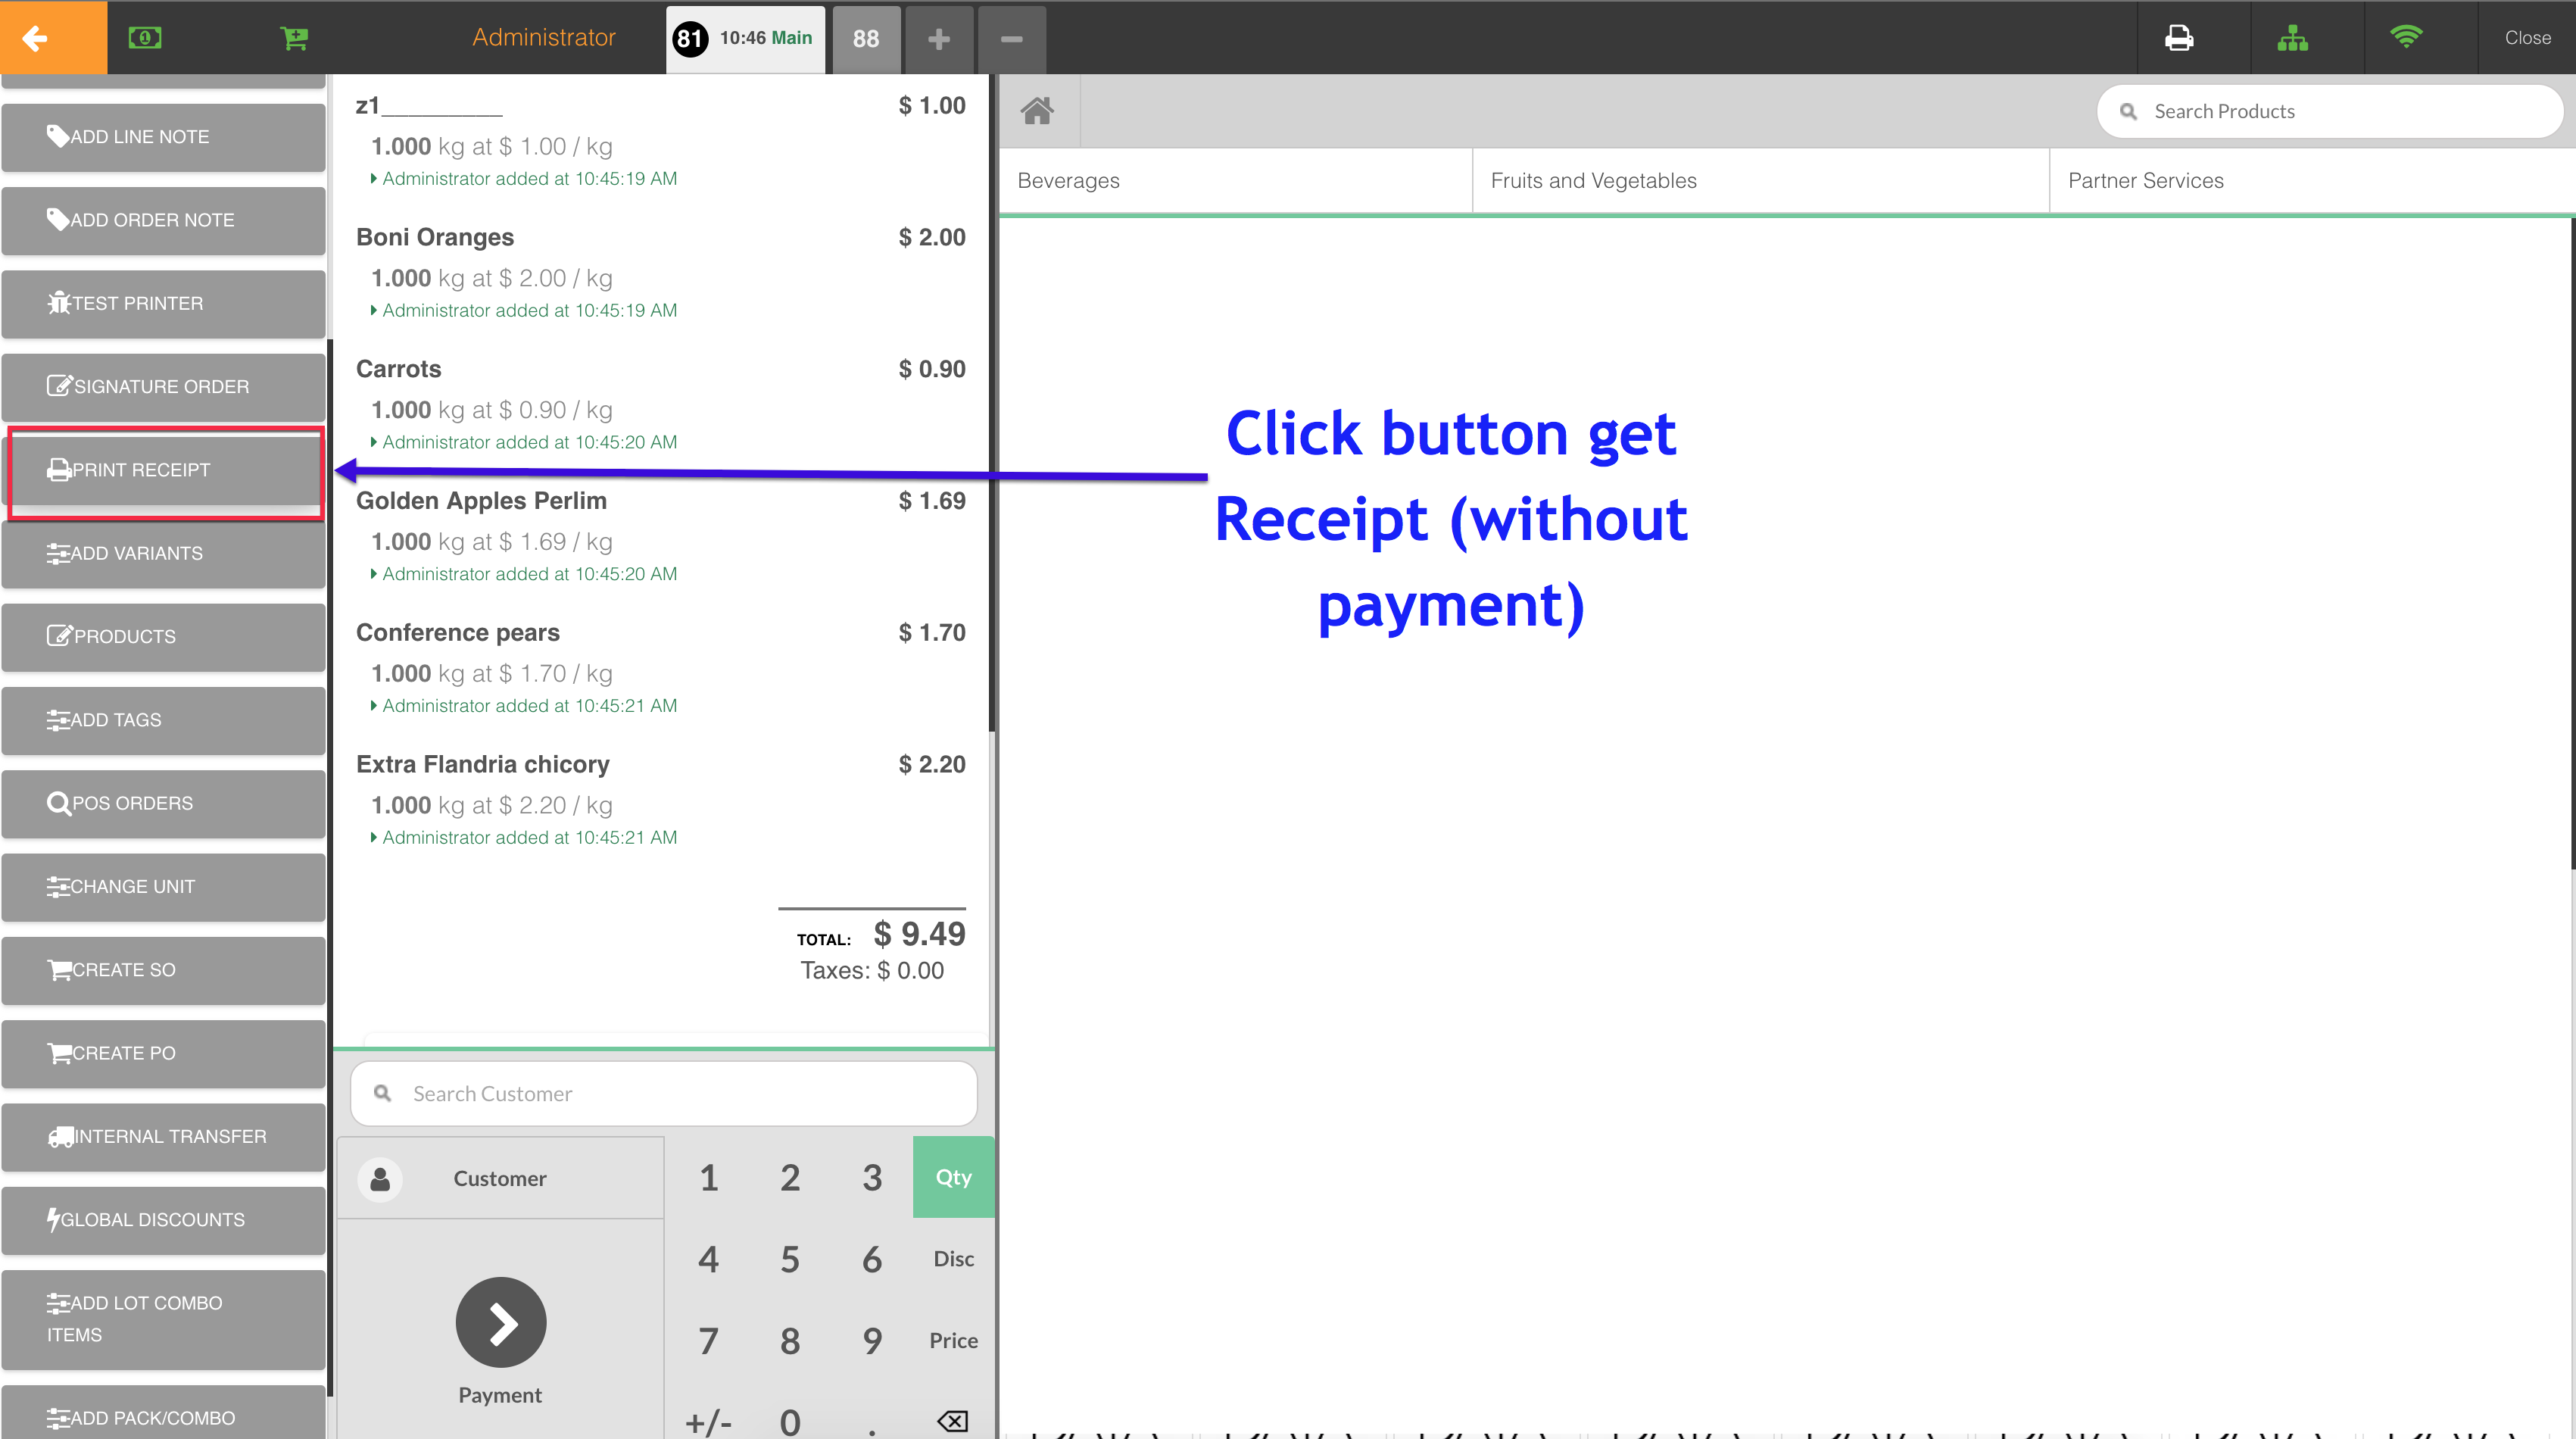 Administrator
81 10:46 Main
88
Close
ADD LINE NOTE
ADD ORDER NOTE
TEST PRINTER
SIGNATURE ORDER
PRINT RECEIPT
ADD VARIANTS
PRODUCTS
ADD TAGS
POS ORDERS
CHANGE UNIT
CREATE SO
CREATE PO
INTERNAL TRANSFER
GLOBAL DISCOUNTS
ADD LOT COMBO
ITEMS
ADD PACK/COMBO
z1_________ $ 1.00
1.000 kg at $ 1.00 / kg
Administrator added at 10:45:19 AM
Boni Oranges $ 2.00
1.000 kg at $ 2.00 / kg
Administrator added at 10:45:19 AM
Carrots $ 0.90
1.000 kg at $ 0.90 / kg
Administrator added at 10:45:20 AM
Golden Apples Perlim $ 1.69
1.000 kg at $ 1.69 / kg
Administrator added at 10:45:20 AM
Conference pears $ 1.70
1.000 kg at $ 1.70 / kg
Administrator added at 10:45:21 AM
Extra Flandria chicory $ 2.20
1.000 kg at $ 2.20 / kg
Administrator added at 10:45:21 AM
TOTAL: $ 9.49
Taxes: $ 0.00
Search Customer
Customer
Payment
1 2 3 Qty
4 5 6 Disc
7 8 9 Price
+/- 0 .
Search Products
Beverages
Fruits and Vegetables
Partner Services
Click button get
Receipt (without
payment)